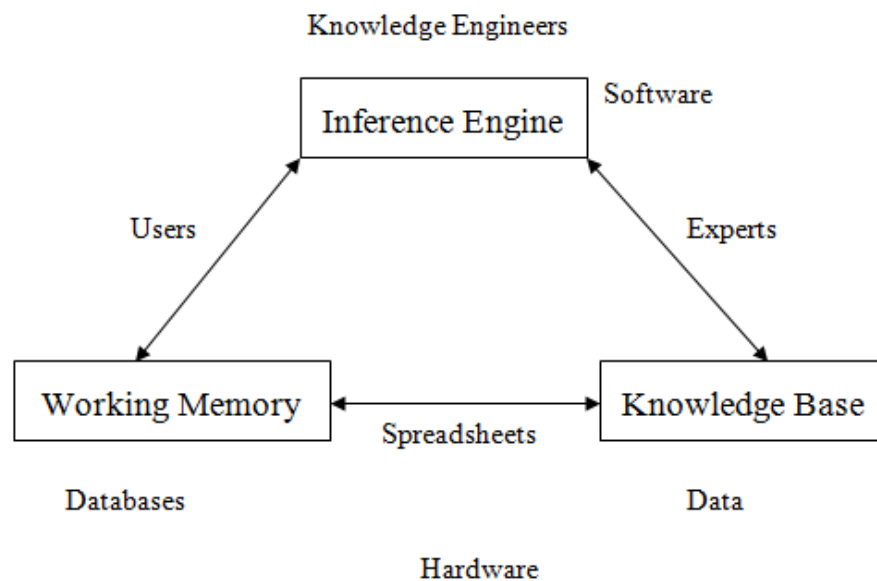 Knowledge Engineers
Software
Inference Engine
Users
Experts
Working Memory
Knowledge Base
Spreadsheets
Databases
Data
Hardware